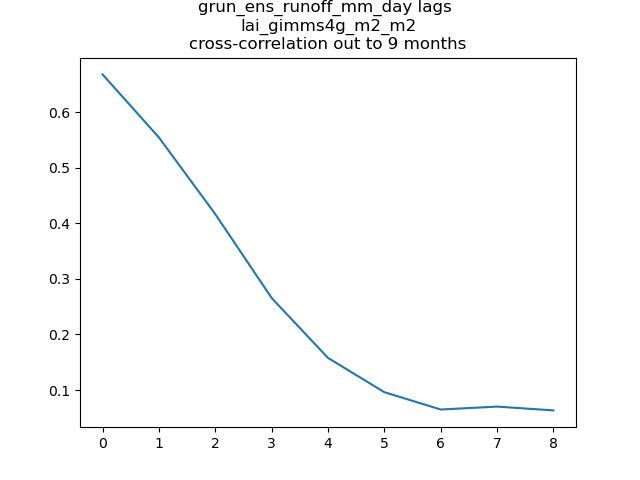 grun_ens_runoff_mm_day lags
lai_gimms4g_m2_m2
cross-correlation out to 9 months
0.6
0.5
0.4
0.3
0.2
0.1
0 1 2 3 4 5 6 7 8